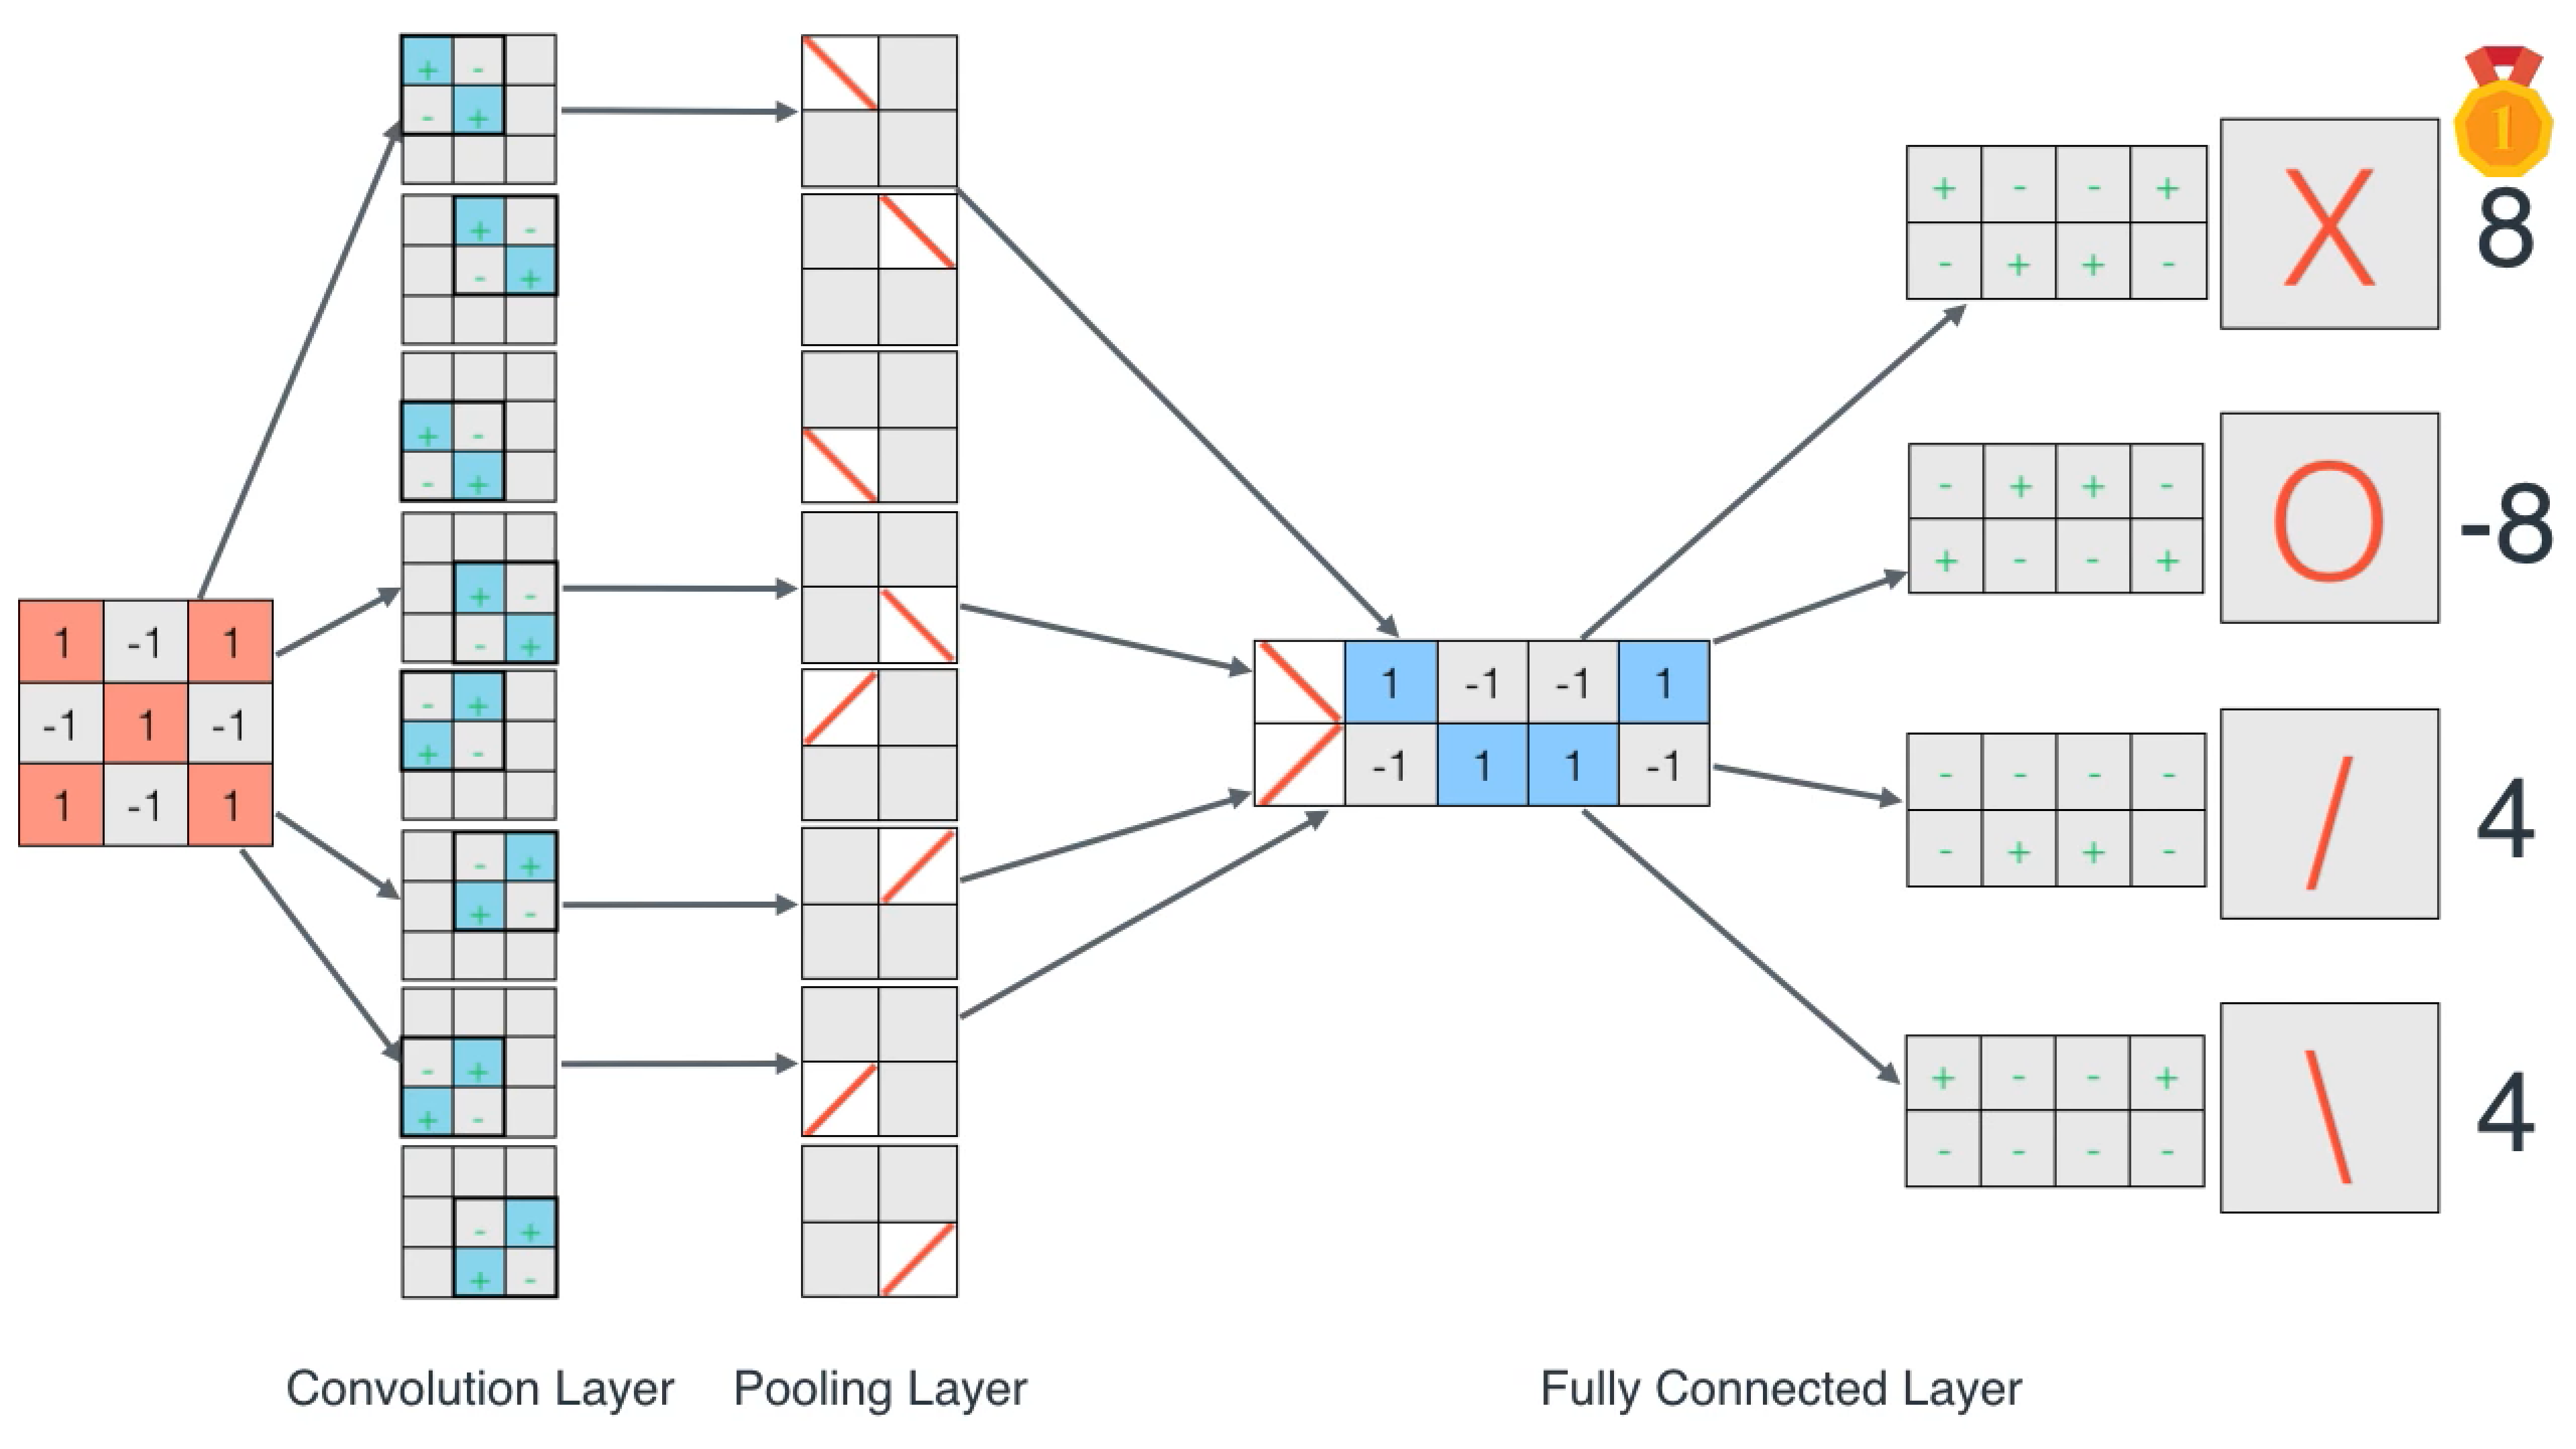 + -
- +
+ -
- +
+ -
- +
+ -
- +
- +
+ -
- +
+ -
- +
+ -
- +
+ -
1 -1 1
-1 1 -1
1 -1 1
1 -1 -1 1
-1 1 1 -1
+ - - +
- + + -
X
1
8
- + + -
+ - - +
O
-8
- - - -
- + + -
/
4
+ - - +
- - - -
\
4
Convolution Layer
Pooling Layer
Fully Connected Layer